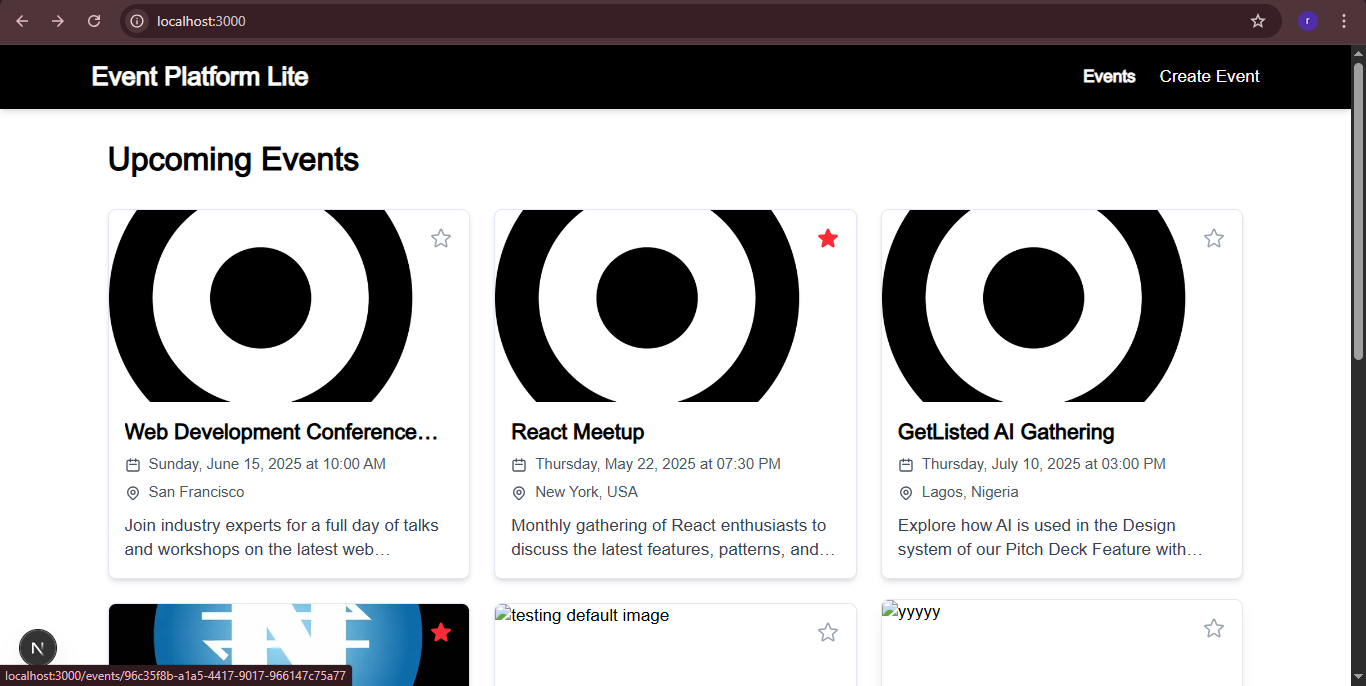 localhost:3000
r
Event Platform Lite
Events
Create Event
Upcoming Events
Web Development Conference…
Sunday, June 15, 2025 at 10:00 AM
San Francisco
Join industry experts for a full day of talks
and workshops on the latest web…
React Meetup
Thursday, May 22, 2025 at 07:30 PM
New York, USA
Monthly gathering of React enthusiasts to
discuss the latest features, patterns, and…
GetListed AI Gathering
Thursday, July 10, 2025 at 03:00 PM
Lagos, Nigeria
Explore how AI is used in the Design
system of our Pitch Deck Feature with…
N
testing default image
yyyyy
N
localhost:3000/events/96c35f8b-a1a5-4417-9017-966147c75a77